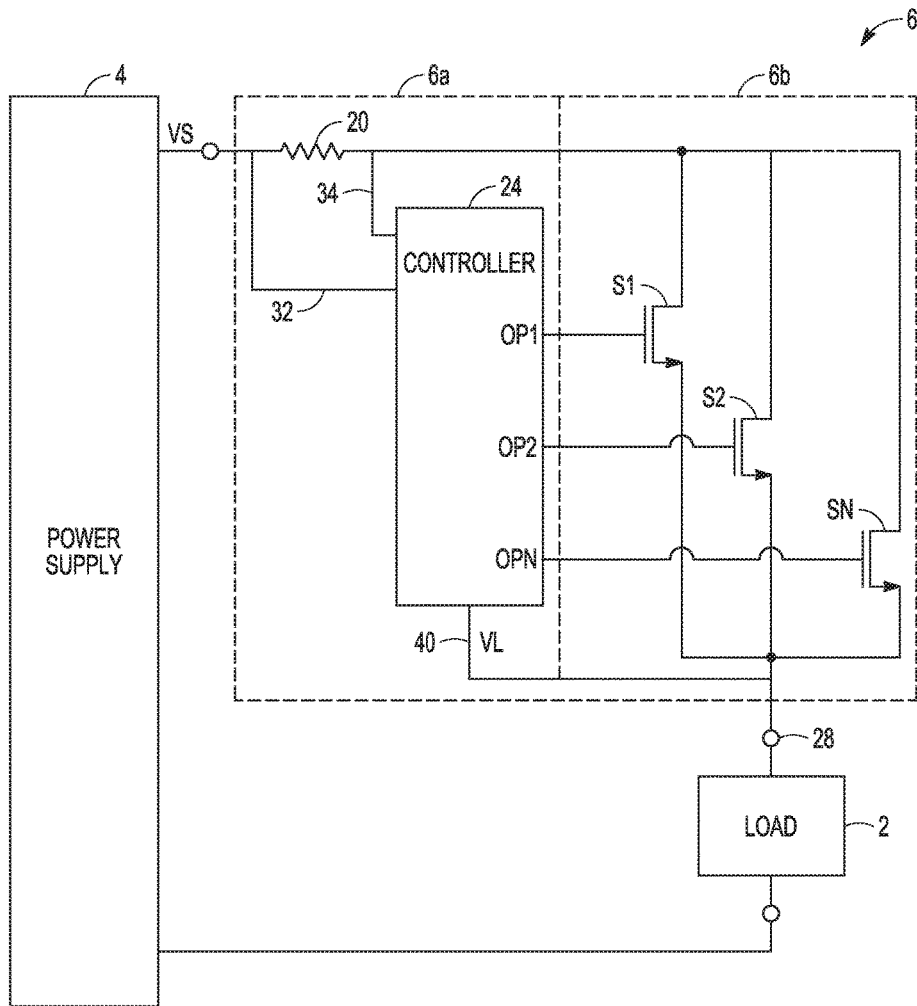 6
4
6a
6b
VS
20
34
24
CONTROLLER
32
S1
OP1
S2
OP2
SN
OPN
POWER
SUPPLY
40
VL
28
LOAD
2